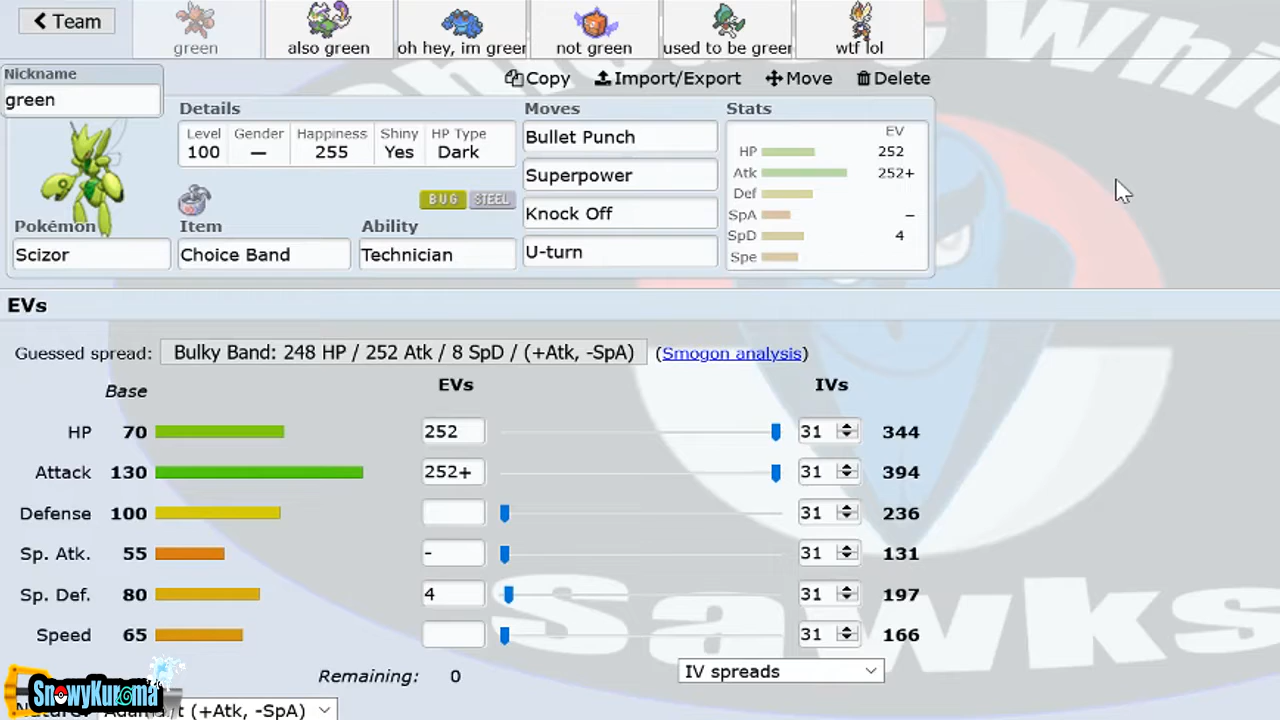 Team
green
also green
oh hey, im green
not green
used to be green
wtf lol
Nickname
green
Copy
Import/Export
Move
Delete
Details
Level Gender Happiness Shiny HP Type
100 — 255 Yes Dark
BUG STEEL
Pokémon
Scizor
Item
Choice Band
Ability
Technician
Moves
Bullet Punch
Superpower
Knock Off
U-turn
Stats
EV
HP 252
Atk 252+
Def
SpA –
SpD 4
Spe
EVs
Guessed spread: Bulky Band: 248 HP / 252 Atk / 8 SpD / (+Atk, -SpA) (Smogon analysis)
Base EVs IVs
HP 70 252 31 344
Attack 130 252+ 31 394
Defense 100 31 236
Sp. Atk. 55 - 31 131
Sp. Def. 80 4 31 197
Speed 65 31 166
Remaining: 0
IV spreads
(+Atk, -SpA)
SnowyKuroma
Sawks